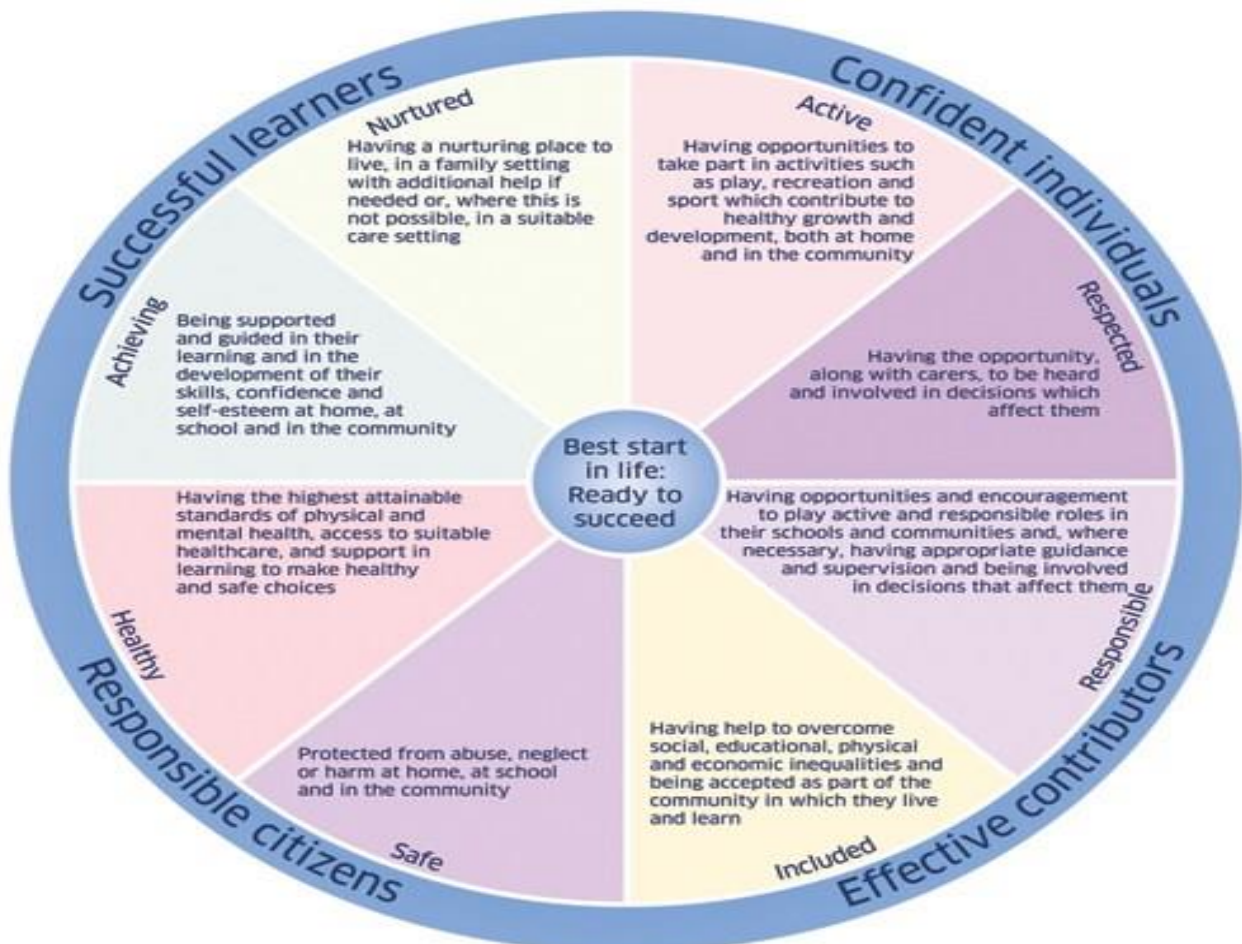 Successful learners
Confident individuals
Nurtured
Having a nurturing place to
live, in a family setting
with additional help if
needed or, where this is
not possible, in a suitable
care setting
Active
Having opportunities to
take part in activities such
as play, recreation and
sport which contribute to
healthy growth and
development, both at home
and in the community
Achieving
Being supported
and guided in their
learning and in the
development of their
skills, confidence and
self-esteem at home, at
school and in the community
Respected
Having the opportunity,
along with carers, to be heard
and involved in decisions which
affect them
Best start
in life:
Ready to
succeed
Having the highest attainable
standards of physical and
mental health, access to suitable
healthcare, and support in
learning to make healthy
and safe choices
Healthy
Having opportunities and encouragement
to play active and responsible roles in
their schools and communities and, where
necessary, having appropriate guidance
and supervision and being involved
in decisions that affect them
Responsible
Protected from abuse, neglect
or harm at home, at school
and in the community
Safe
Having help to overcome
social, educational, physical
and economic inequalities and
being accepted as part of the
community in which they live
and learn
Included
Responsible citizens
Effective contributors